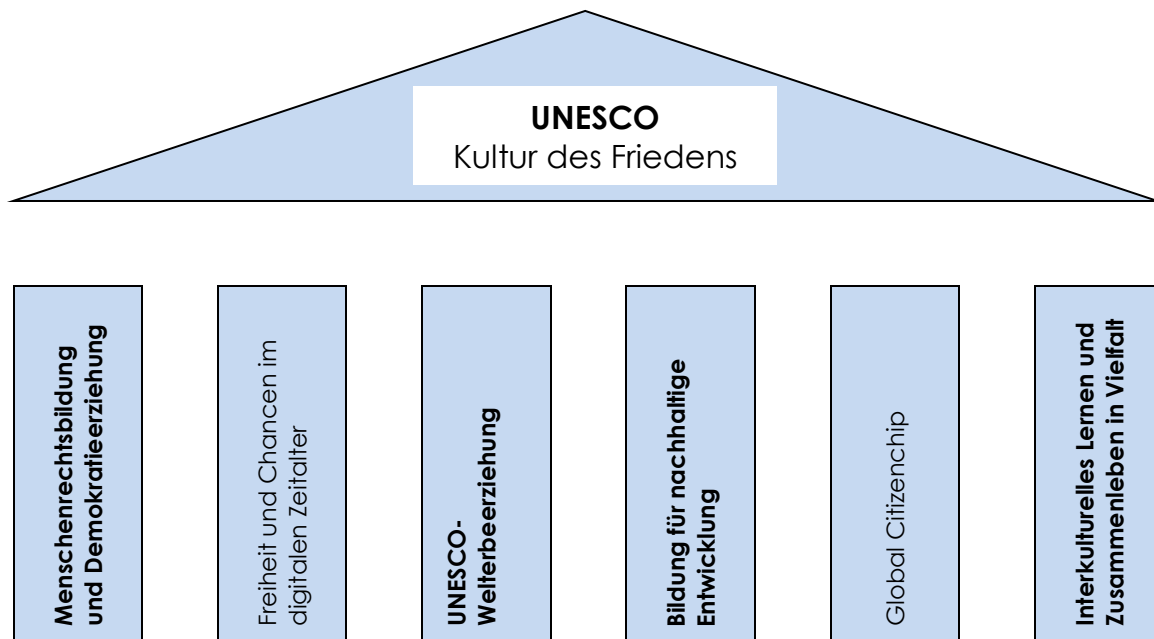 UNESCO
Kultur des Friedens
Menschenrechtsbildung
und Demokratieerziehung
Freiheit und Chancen im
digitalen Zeitalter
UNESCO-
Welterbeerziehung
Bildung für nachhaltige
Entwicklung
Global Citizenchip
Interkulturelles Lernen und
Zusammenleben in Vielfalt